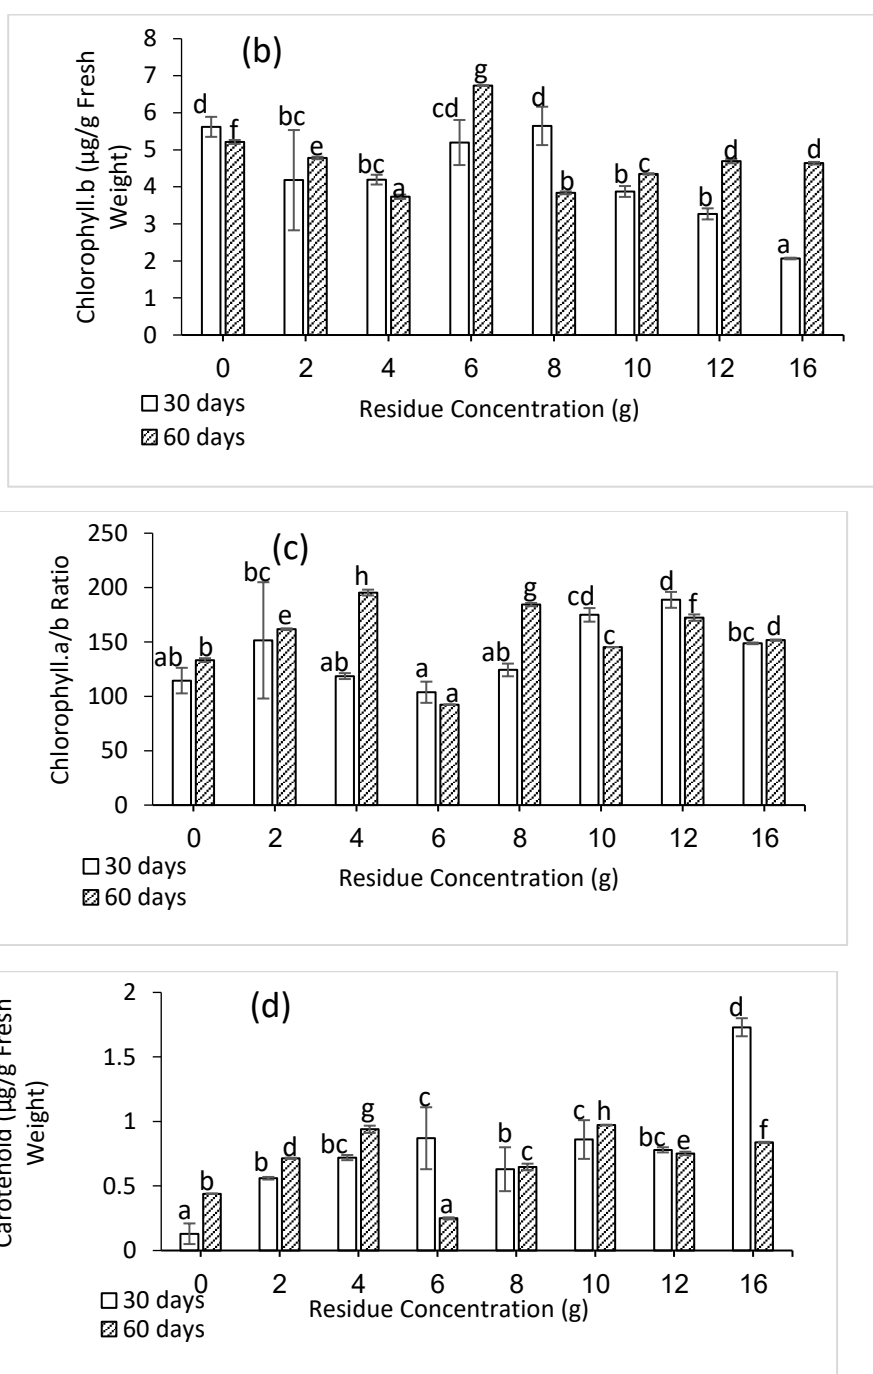 (b)
Chlorophyll.b (µg/g Fresh
Weight)
8
7
6
5
4
3
2
1
0
d f bc e bc a cd g d b b c b d a d
0 2 4 6 8 10 12 16
Residue Concentration (g)
30 days
60 days
(c)
Chlorophyll.a/b Ratio
250
200
150
100
50
0
ab b bc e ab h a a ab g cd c d f bc d
0 2 4 6 8 10 12 16
Residue Concentration (g)
30 days
60 days
(d)
Carotenoid (µg/g Fresh
Weight)
2
1.5
1
0.5
0
a b b d bc g c a b c c h bc e d f
0 2 4 6 8 10 12 16
Residue Concentration (g)
30 days
60 days